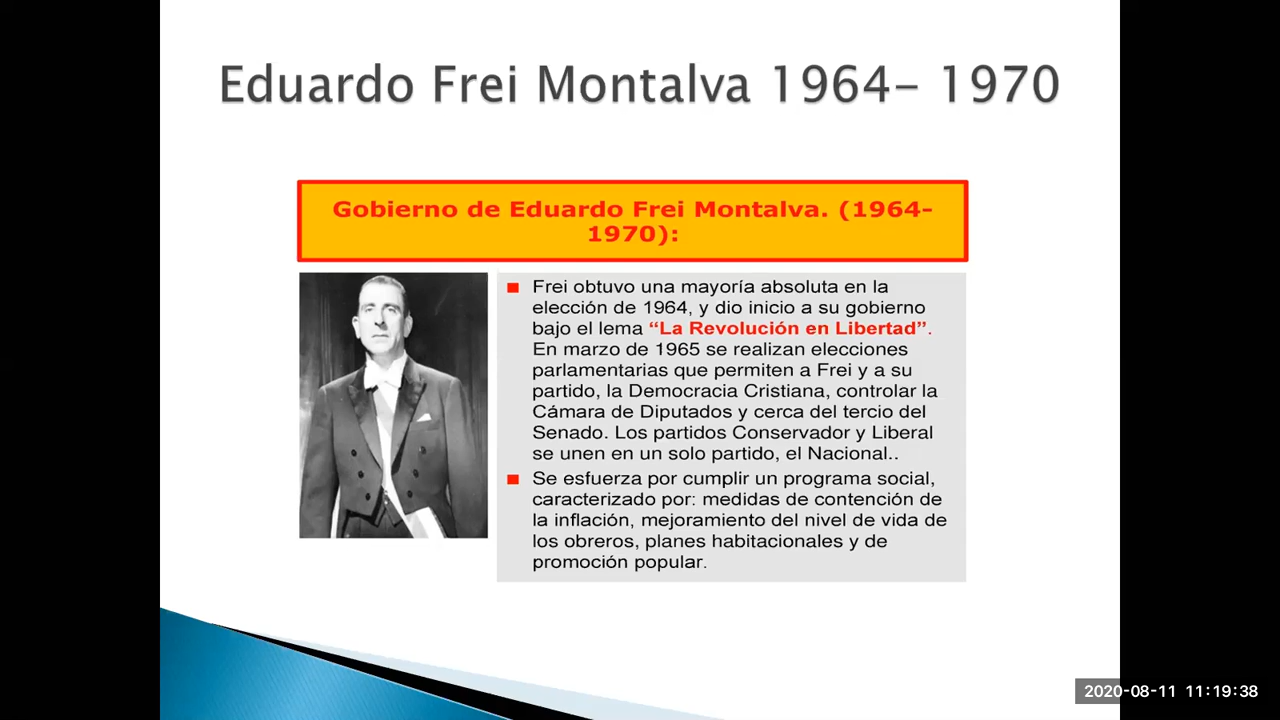 Eduardo Frei Montalva 1964– 1970
Gobierno de Eduardo Frei Montalva. (1964-
1970):
Frei obtuvo una mayoría absoluta en la
elección de 1964, y dio inicio a su gobierno
bajo el lema “La Revolución en Libertad”.
En marzo de 1965 se realizan elecciones
parlamentarias que permiten a Frei y a su
partido, la Democracia Cristiana, controlar la
Cámara de Diputados y cerca del tercio del
Senado. Los partidos Conservador y Liberal
se unen en un solo partido, el Nacional..
Se esfuerza por cumplir un programa social,
caracterizado por: medidas de contención de
la inflación, mejoramiento del nivel de vida de
los obreros, planes habitacionales y de
promoción popular.
2020-08-11 11:19:38